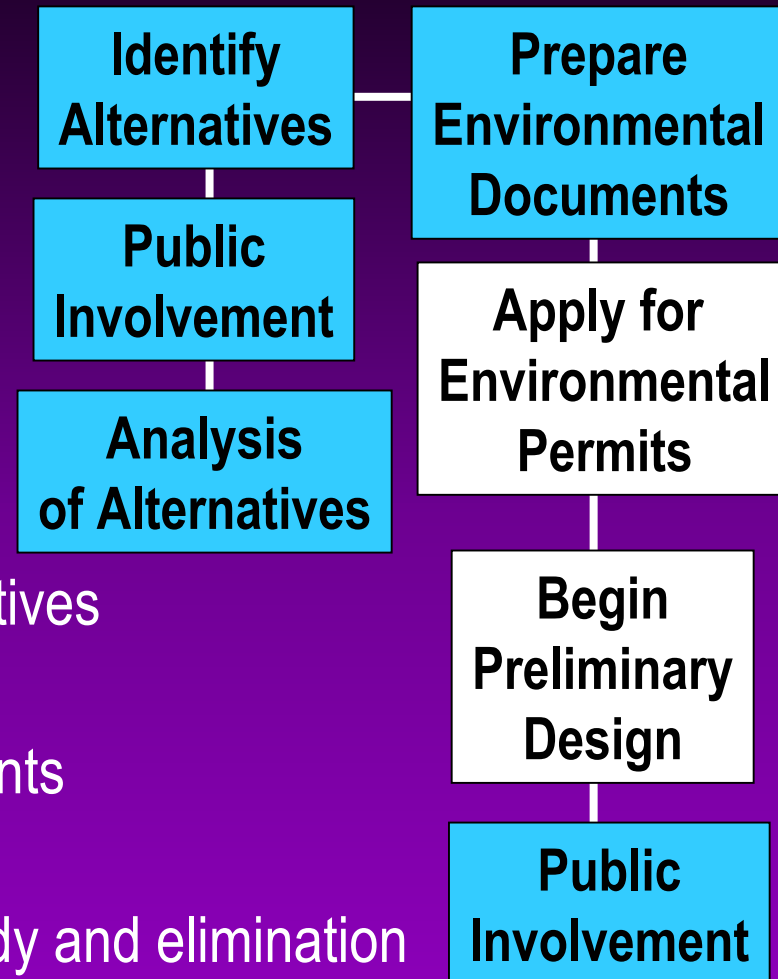 Identify
Alternatives
Public
Involvement
Analysis
of Alternatives
Prepare
Environmental
Documents
Apply for
Environmental
Permits
Begin
Preliminary
Design
Public
Involvement
tives
nts
dy and elimination